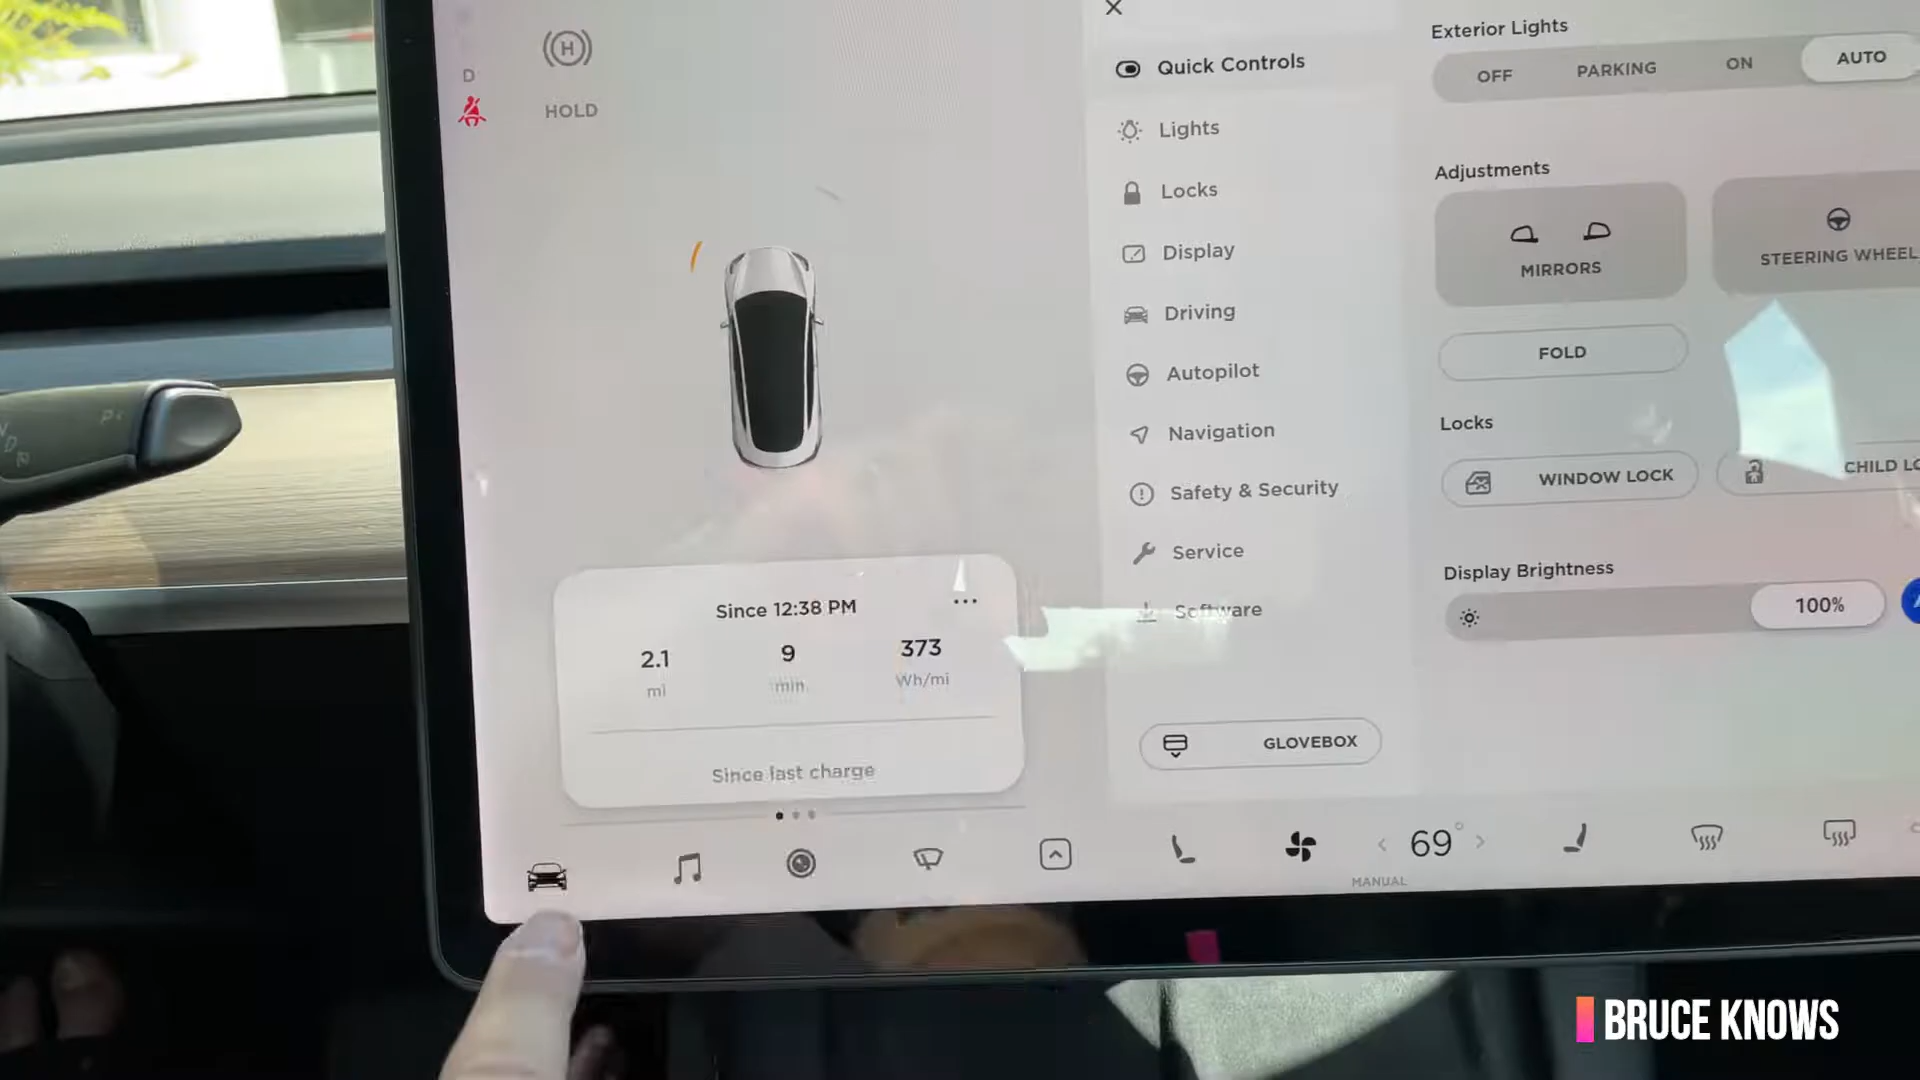 D
H
HOLD
Quick Controls
Lights
Locks
Display
Driving
Autopilot
Navigation
Safety & Security
Service
Software
GLOVEBOX
Exterior Lights
OFF PARKING ON AUTO
Adjustments
MIRRORS
STEERING WHEEL
FOLD
Locks
WINDOW LOCK
CHILD LO
Display Brightness
100%
Since 12:38 PM
2.1 9 373
mi min Wh/mi
Since last charge
69°
MANUAL
P
D
BRUCE KNOWS